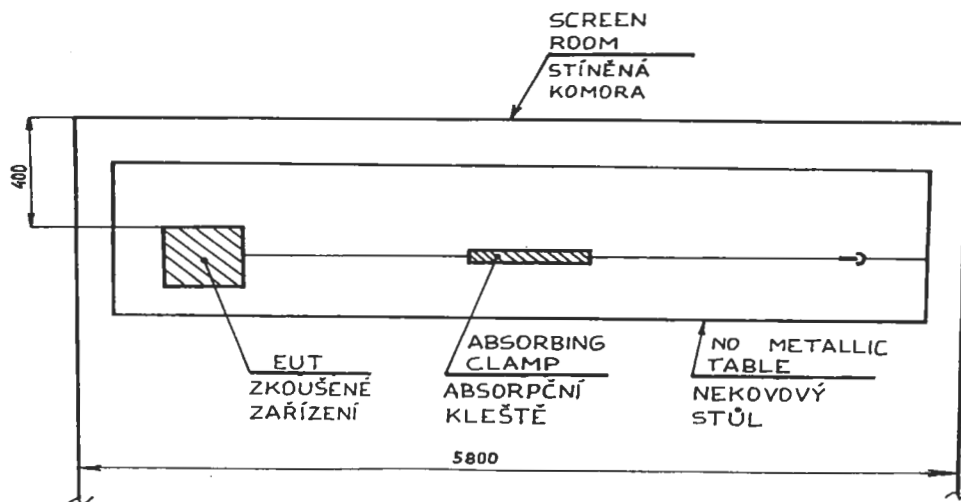 SCREEN
ROOM
STÍNĚNÁ
KOMORA
400
EUT
ZKOUŠENÉ
ZAŘÍZENÍ
ABSORBING
CLAMP
ABSORPČNÍ
KLEŠTĚ
NO METALLIC
TABLE
NEKOVOVÝ
STŮL
5800